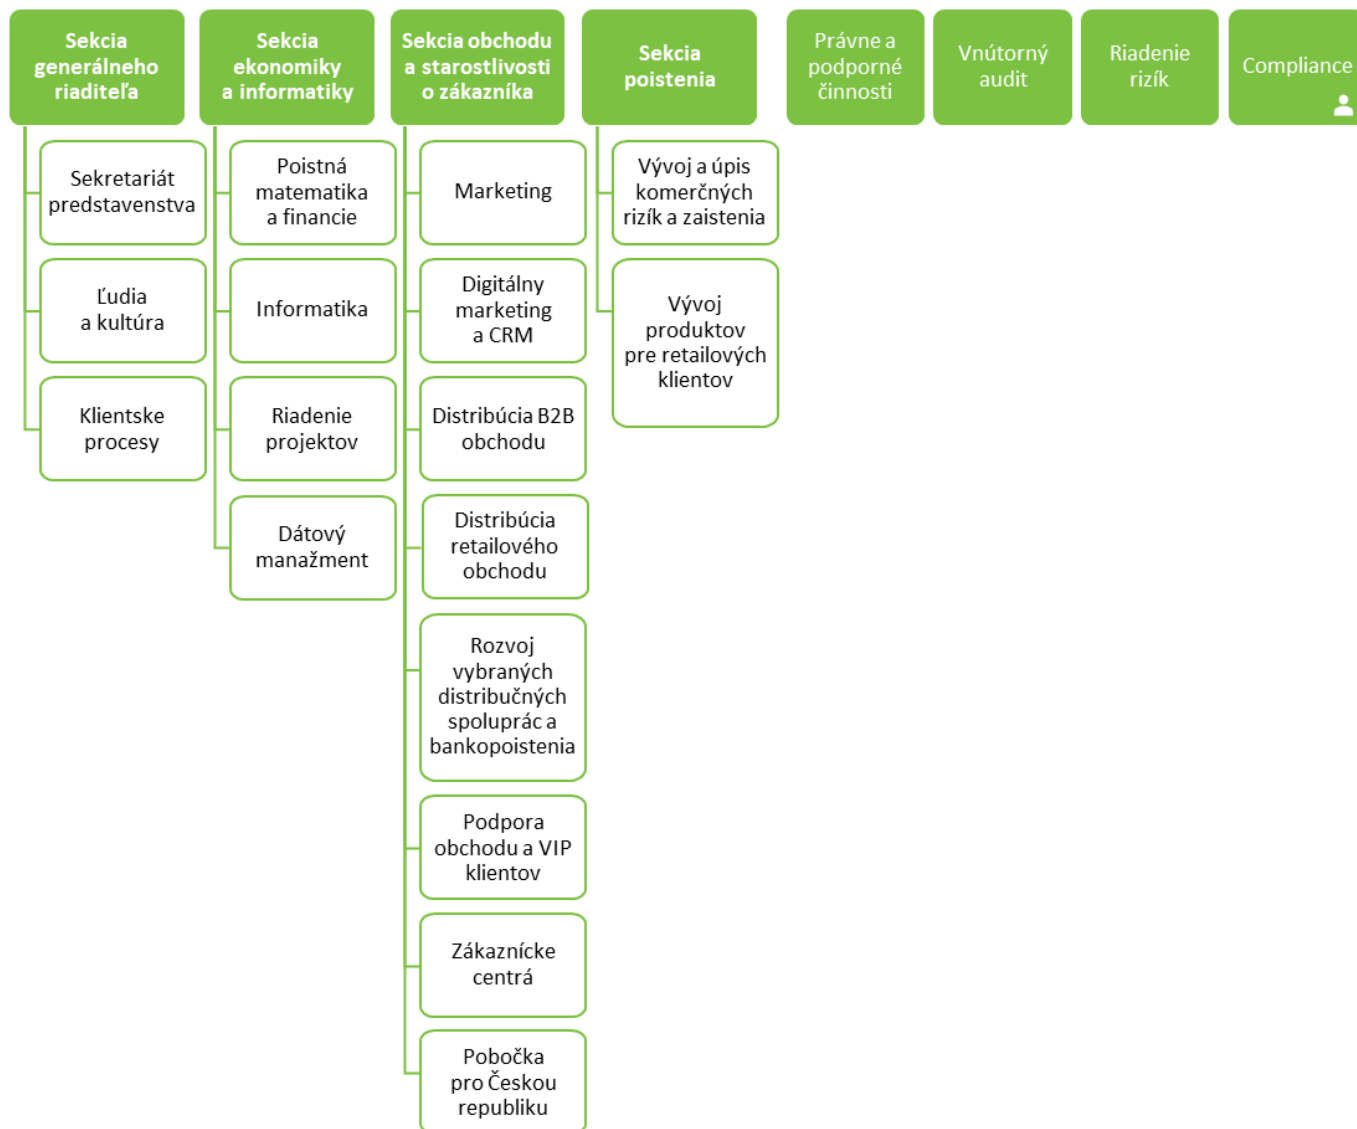 Sekcia
generálneho
riaditeľa
Sekretariát
predstavenstva
Ľudia
a kultúra
Klientske
procesy
Sekcia
ekonomiky
a informatiky
Poistná
matematika
a financie
Informatika
Riadenie
projektov
Dátový
manažment
Sekcia obchodu
a starostlivosti
o zákazníka
Marketing
Digitálny
marketing
a CRM
Distribúcia B2B
obchodu
Distribúcia
retailového
obchodu
Rozvoj
vybraných
distribučných
spoluprác a
bankopoistenia
Podpora
obchodu a VIP
klientov
Zákaznícke
centrá
Pobočka
pro Českou
republiku
Sekcia
poistenia
Vývoj a úpis
komerčných
rizík a zaistenia
Vývoj
produktov
pre retailových
klientov
Právne a
podporné
činnosti
Vnútorný
audit
Riadenie
rizík
Compliance